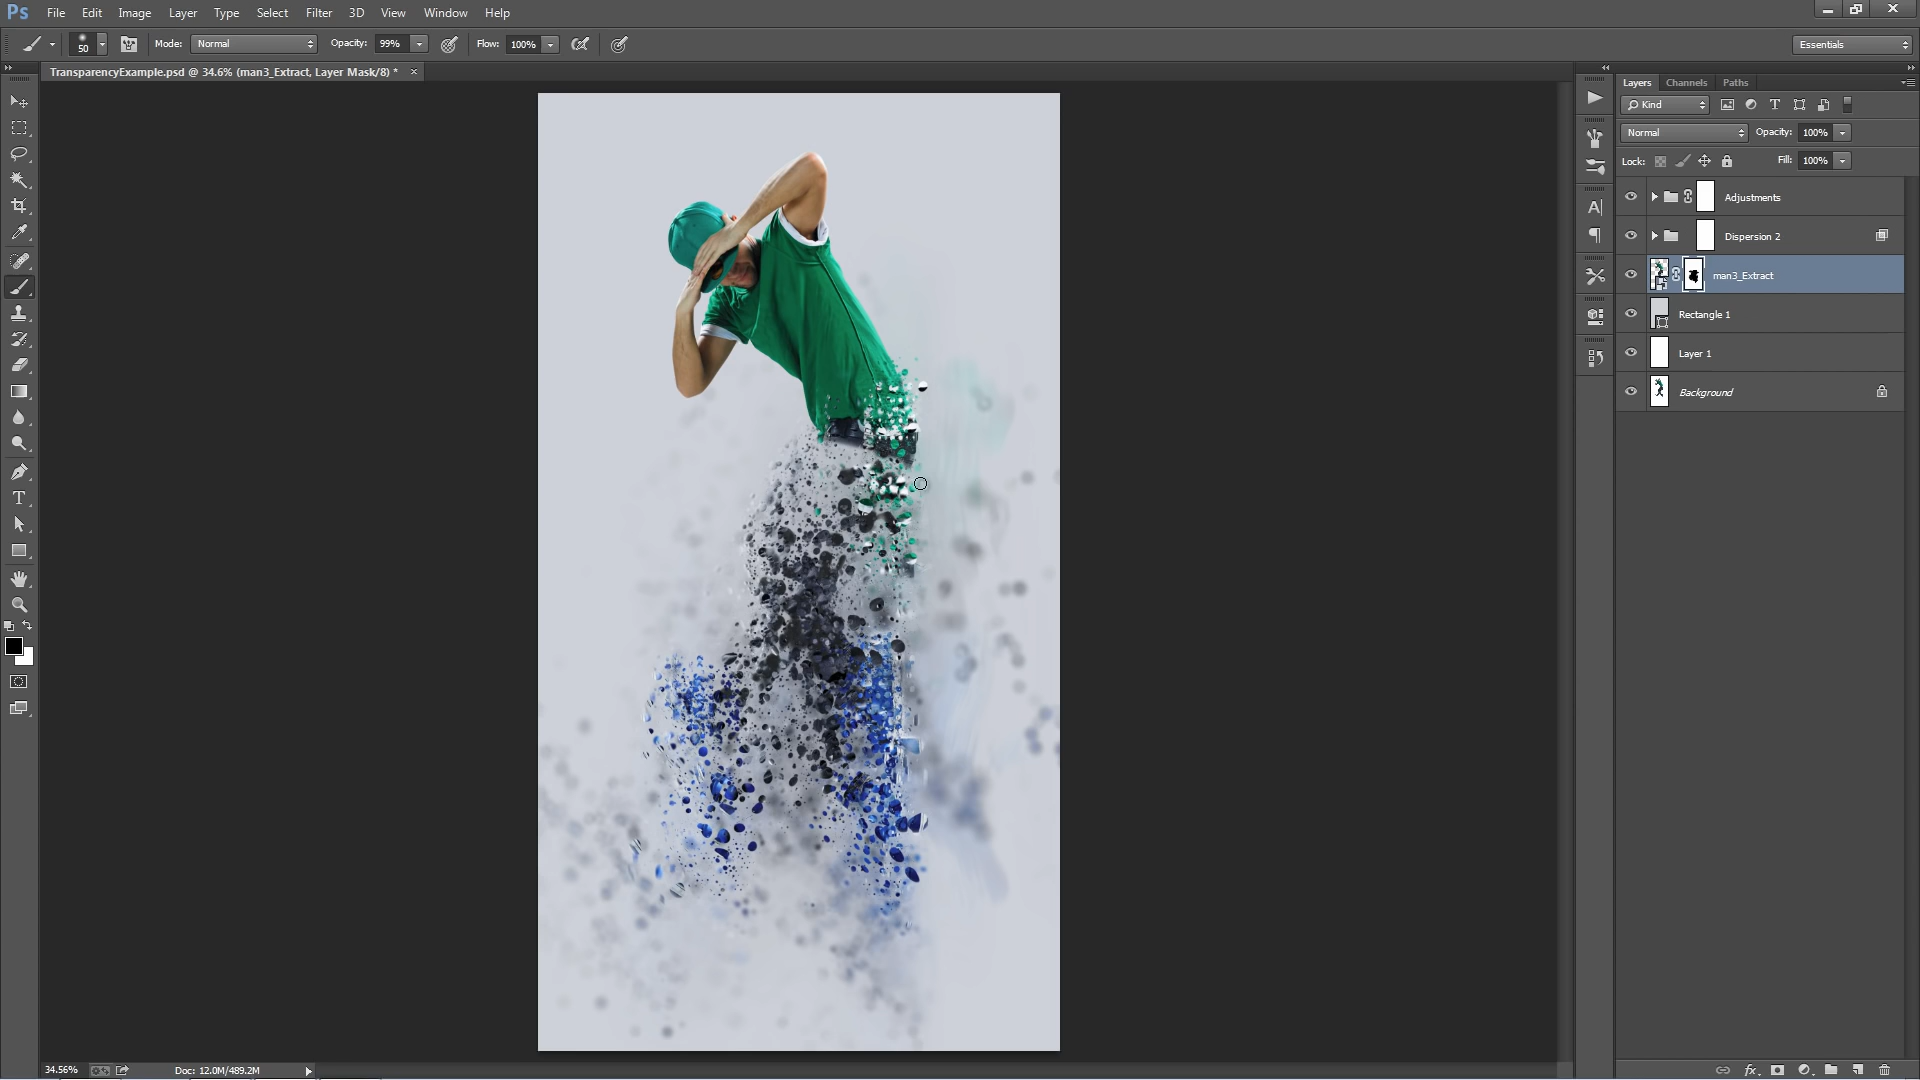 Ps File Edit Image Layer Type Select Filter 3D View Window Help
50 Mode: Normal Opacity: 99% Flow: 100% Essentials
TransparencyExample.psd @ 34.6% (man3_Extract, Layer Mask/8) * ×
Layers Channels Paths
Kind
Normal Opacity: 100%
Lock: Fill: 100%
Adjustments
Dispersion 2
man3_Extract
Rectangle 1
Layer 1
Background
34.56% Doc: 12.0M/489.2M